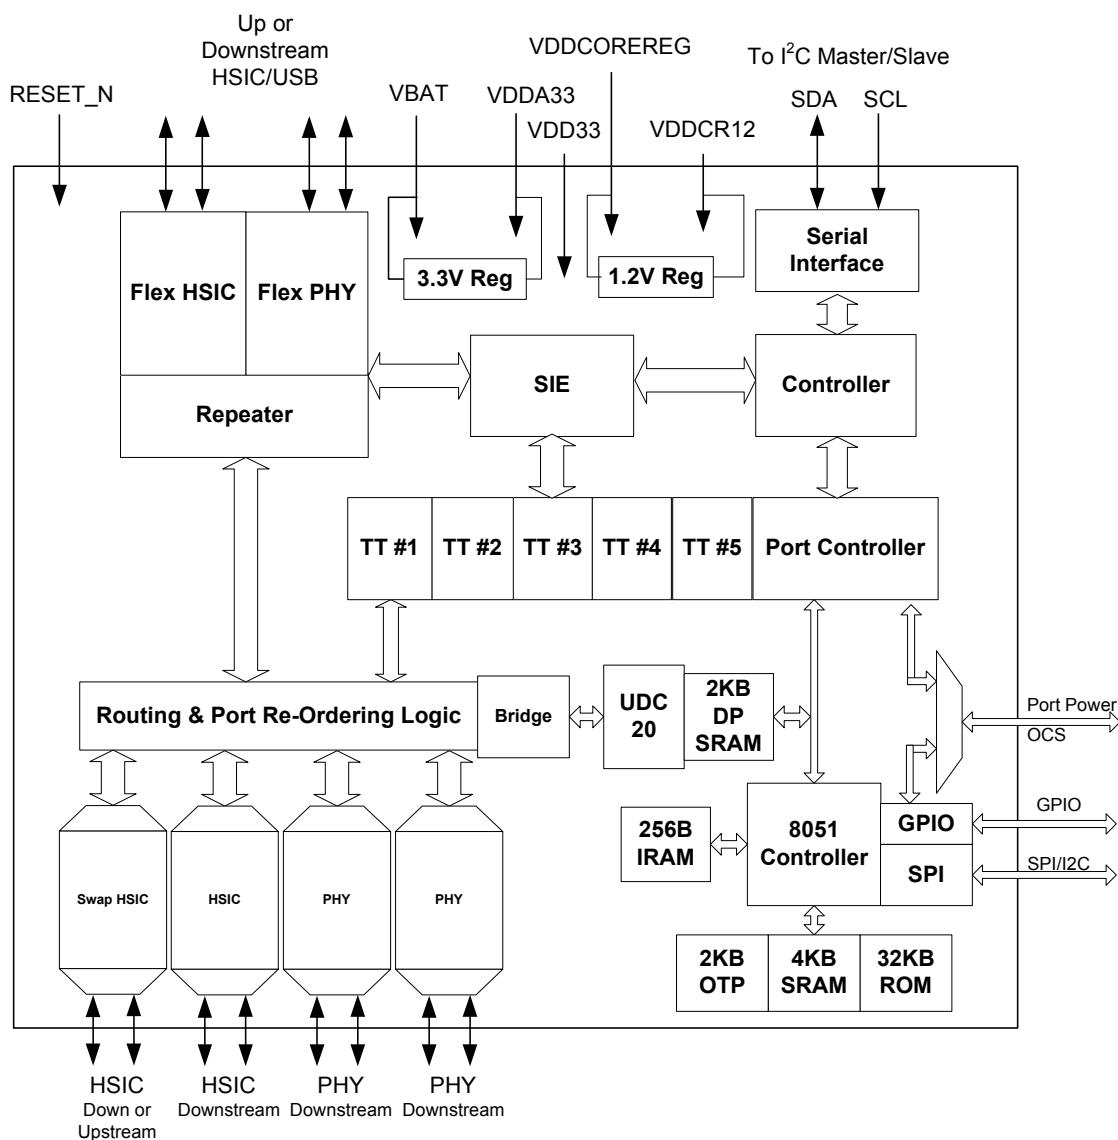 Up or
Downstream
HSIC/USB
RESET_N
VBAT
VDDA33
VDD33
VDDCOREREG
VDDCR12
To I²C Master/Slave
SDA
SCL
Flex HSIC
Flex PHY
Repeater
3.3V Reg
1.2V Reg
Serial
Interface
SIE
Controller
TT #1
TT #2
TT #3
TT #4
TT #5
Port Controller
Routing & Port Re-Ordering Logic
Bridge
UDC
20
2KB
DP
SRAM
Port Power
OCS
Swap HSIC
HSIC
PHY
PHY
256B
IRAM
8051
Controller
GPIO
SPI
GPIO
SPI/I2C
2KB
OTP
4KB
SRAM
32KB
ROM
HSIC
Down or
Upstream
HSIC
Downstream
PHY
Downstream
PHY
Downstream